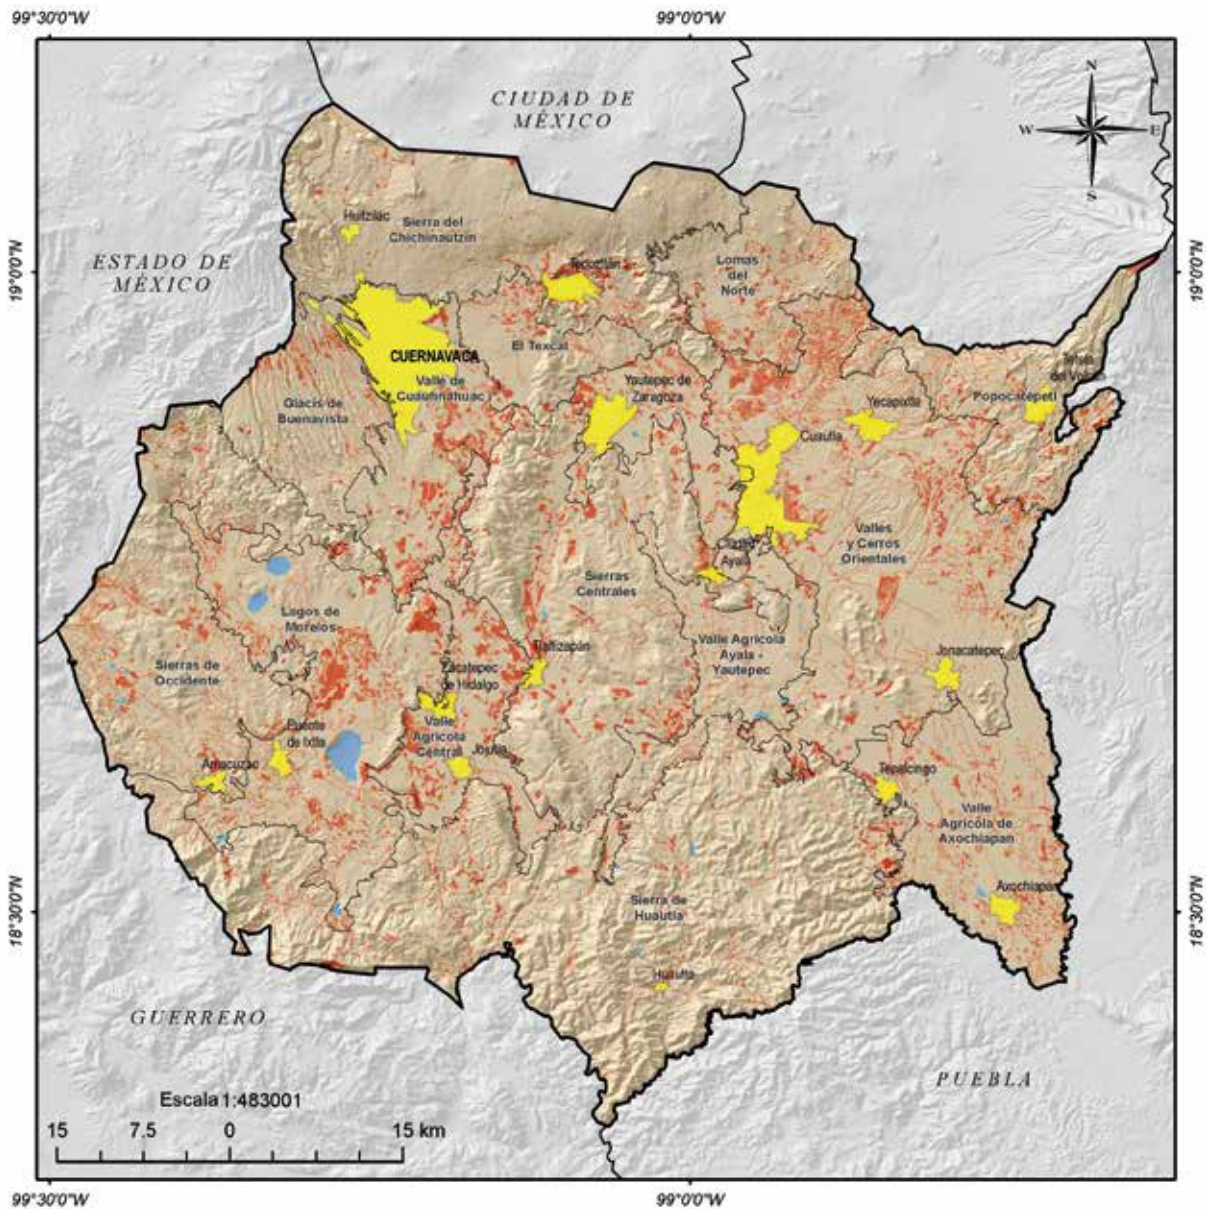 99°30'0"W
99°0'0"W
N
W
E
S
CIUDAD DE
MÉXICO
Huitzilac
Sierra del
Chichinautzin
ESTADO DE
MÉXICO
19°0'0"N
19°0'0"N
Lomas
del
Norte
Tepoztlán
El Texcal
CUERNAVACA
Valle de
Cuauhnáhuac
Glacis de
Buenavista
Yautepec de
Zaragoza
Yecapixtla
Tetela
del Volcán
Popocatépetl
Cuautla
Valles
y Cerros
Orientales
Ciudad
Ayala
Sierras
Centrales
Lagos de
Morelos
Sierras de
Occidente
Valle Agrícola
Ayala -
Yautepec
Tlaltizapán
Zacatepec
de Hidalgo
Jonacatepec
Puente
de Ixtla
Valle
Agrícola
Central
Jojutla
Amacuzac
Tepalcingo
Valle
Agrícola de
Axochiapan
Axochiapan
Sierra de
Huautla
18°30'0"N
18°30'0"N
Huautla
GUERRERO
PUEBLA
Escala 1:483001
15 7.5 0 15 km
99°30'0"W
99°0'0"W